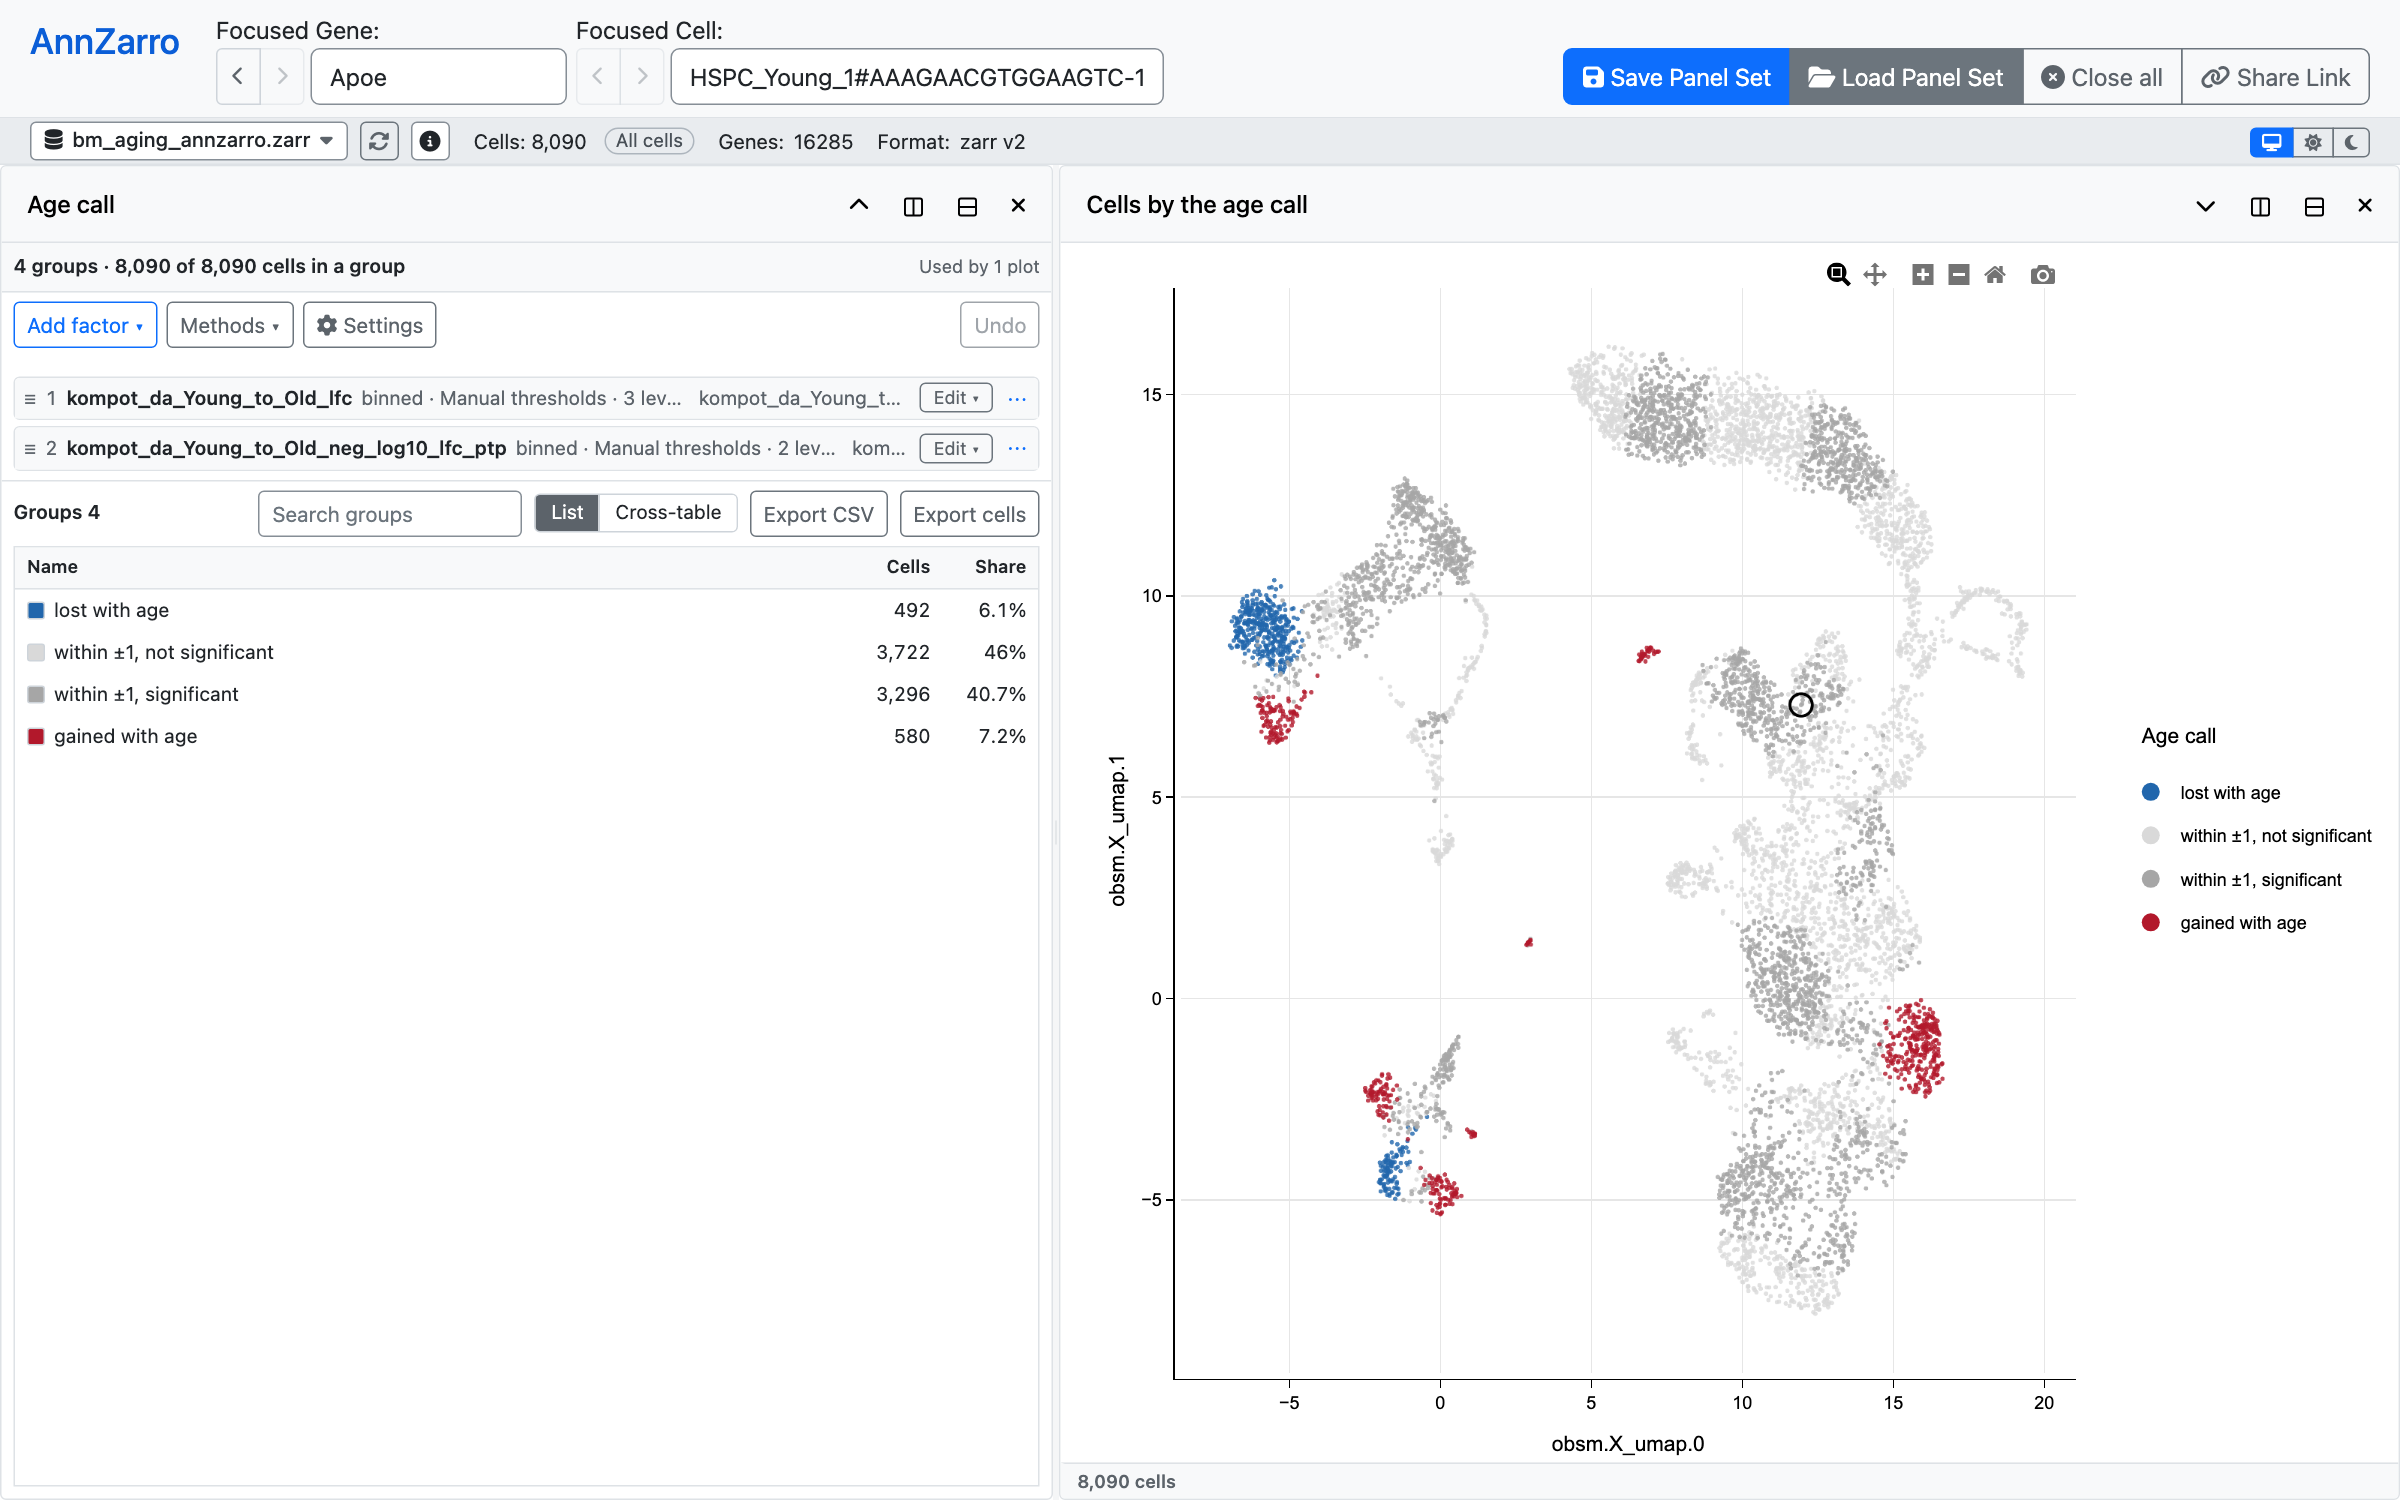 AnnZarro
Focused Gene:
Apoe
Focused Cell:
HSPC_Young_1#AAAGAACGTGGAAGTC-1
Save Panel Set
Load Panel Set
Close all
Share Link
bm_aging_annzarro.zarr
Cells: 8,090
All cells
Genes: 16285
Format: zarr v2
Age call
4 groups · 8,090 of 8,090 cells in a group
Used by 1 plot
Add factor
Methods
Settings
Undo
1 kompot_da_Young_to_Old_lfc binned · Manual thresholds · 3 lev... kompot_da_Young_t... Edit ...
2 kompot_da_Young_to_Old_neg_log10_lfc_ptp binned · Manual thresholds · 2 lev... kom... Edit ...
Groups 4
Search groups
List
Cross-table
Export CSV
Export cells
Name Cells Share
lost with age 492 6.1%
within ±1, not significant 3,722 46%
within ±1, significant 3,296 40.7%
gained with age 580 7.2%
Cells by the age call
15
10
5
0
−5
obsm.X_umap.1
−5 0 5 10 15 20
obsm.X_umap.0
Age call
lost with age
within ±1, not significant
within ±1, significant
gained with age
8,090 cells